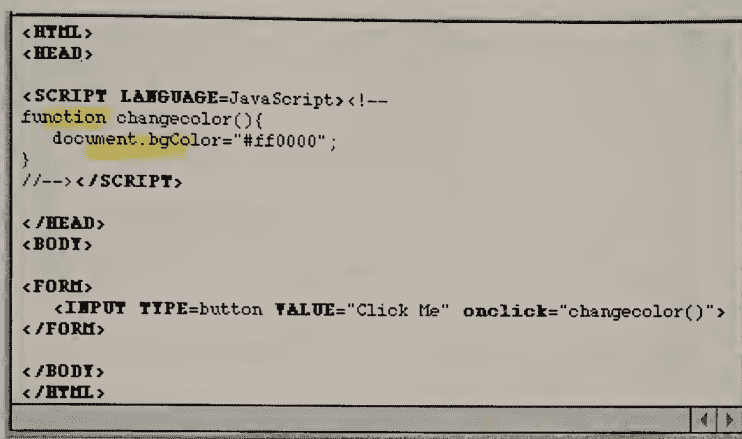 <HTML>
<HEAD>
<SCRIPT LANGUAGE=JavaScript><!--
function changecolor(){
document.bgColor="#ff0000";
}
//--></SCRIPT>
</HEAD>
<BODY>
<FORM>
<INPUT TYPE=button VALUE="Click Me" onclick="changecolor()">
</FORM>
</BODY>
</HTML>